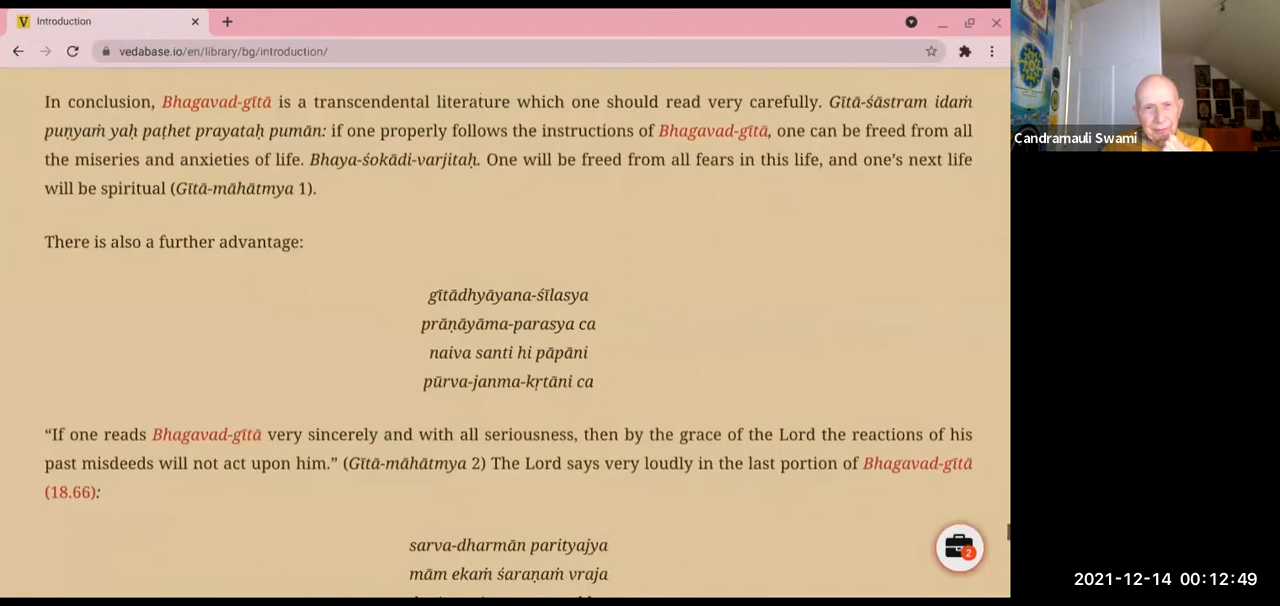 Introduction
vedabase.io/en/library/bg/introduction/
In conclusion, Bhagavad-gītā is a transcendental literature which one should read very carefully. Gītā-śāstram idaṁ
puṇyaṁ yaḥ paṭhet prayataḥ pumān: if one properly follows the instructions of Bhagavad-gītā, one can be freed from all
the miseries and anxieties of life. Bhaya-śokādi-varjitaḥ. One will be freed from all fears in this life, and one’s next life
will be spiritual (Gītā-māhātmya 1).
There is also a further advantage:
gītādhyāyana-śīlasya
prāṇāyāma-parasya ca
naiva santi hi pāpāni
pūrva-janma-kṛtāni ca
“If one reads Bhagavad-gītā very sincerely and with all seriousness, then by the grace of the Lord the reactions of his
past misdeeds will not act upon him.” (Gītā-māhātmya 2) The Lord says very loudly in the last portion of Bhagavad-gītā
(18.66):
sarva-dharmān parityajya
mām ekaṁ śaraṇaṁ vraja
2
Candramauli Swami
2021-12-14 00:12:49